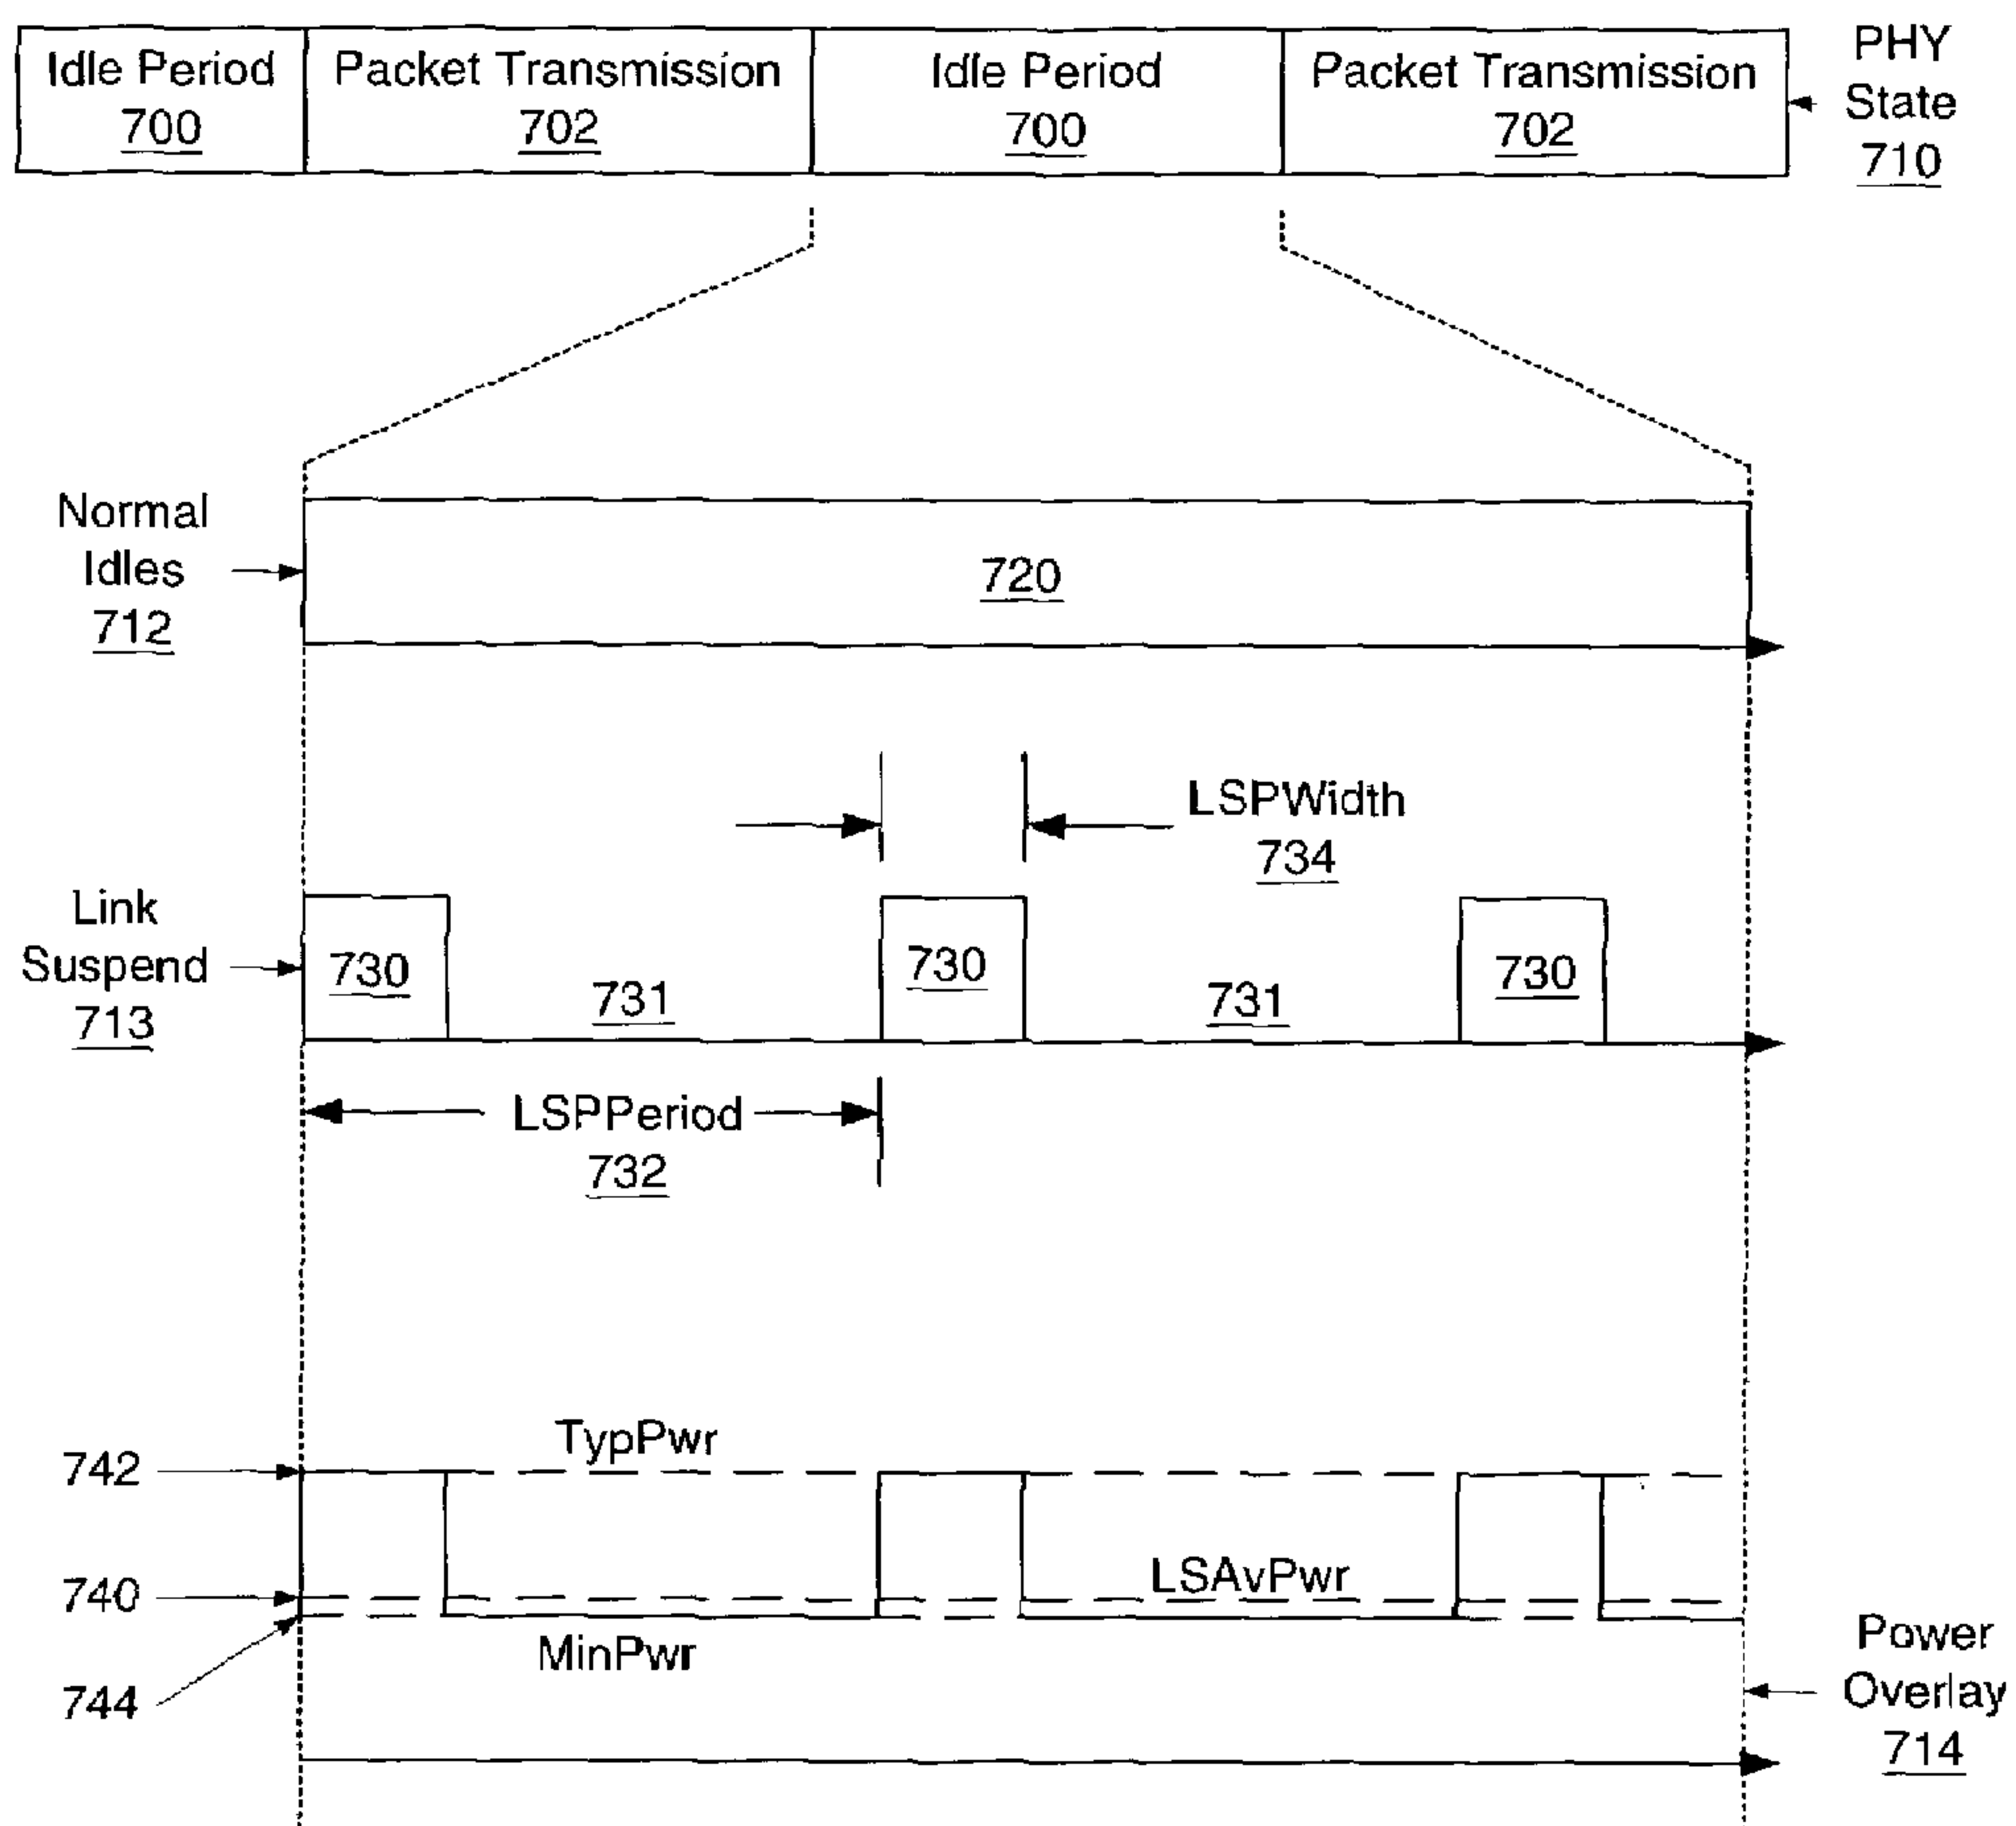 Idle Period
700
Packet Transmission
702
Idle Period
700
Packet Transmission
702
PHY
State
710
Normal
Idles
712
720
LSPWidth
734
Link
Suspend
713
730
731
730
731
730
LSPPeriod
732
742
TypPwr
740
LSAvPwr
744
MinPwr
Power
Overlay
714